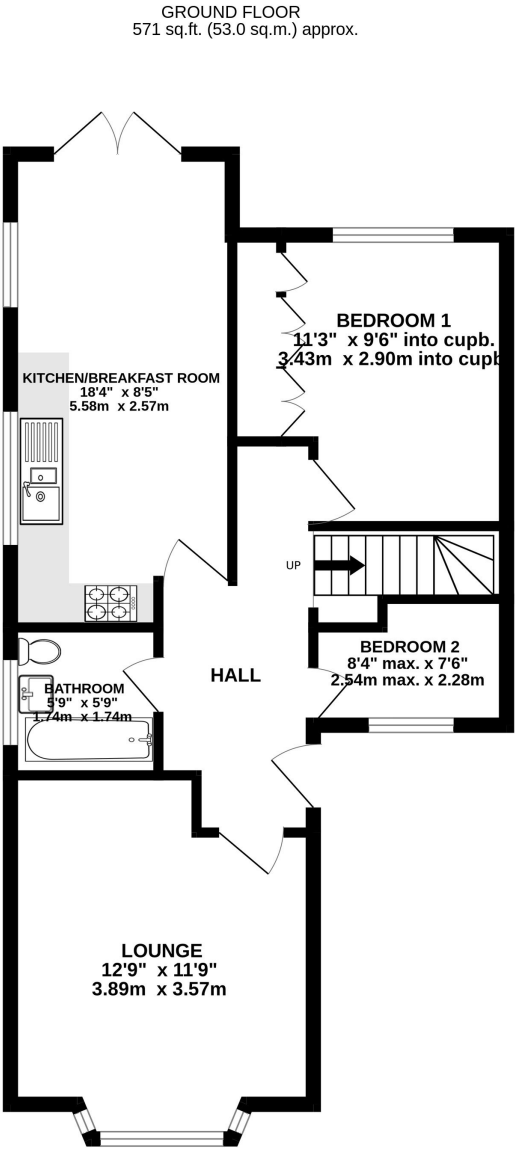 GROUND FLOOR
571 sq.ft. (53.0 sq.m.) approx.
BEDROOM 1
11'3" x 9'6" into cupb.
3.43m x 2.90m into cupb
KITCHEN/BREAKFAST ROOM
18'4" x 8'5"
5.58m x 2.57m
UP
BEDROOM 2
8'4" max. x 7'6"
2.54m max. x 2.28m
HALL
BATHROOM
5'9" x 5'9"
1.74m x 1.74m
LOUNGE
12'9" x 11'9"
3.89m x 3.57m